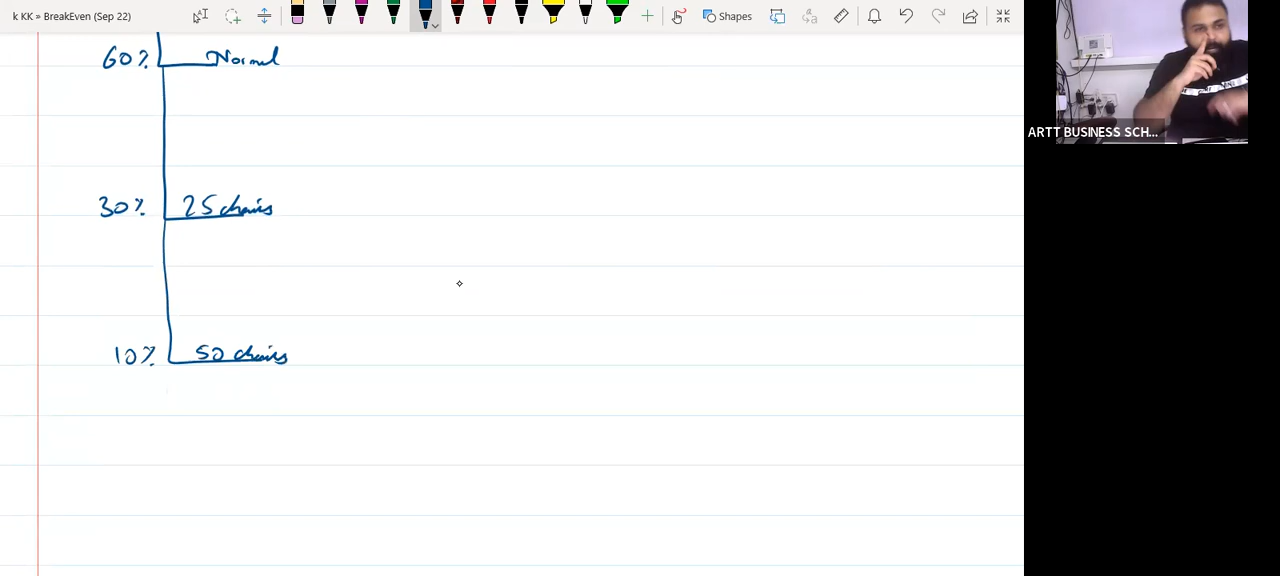 k KK » BreakEven (Sep 22)
Shapes
ARTT BUSINESS SCH...
60% Normal
30% 25 chairs
10% 50 chairs